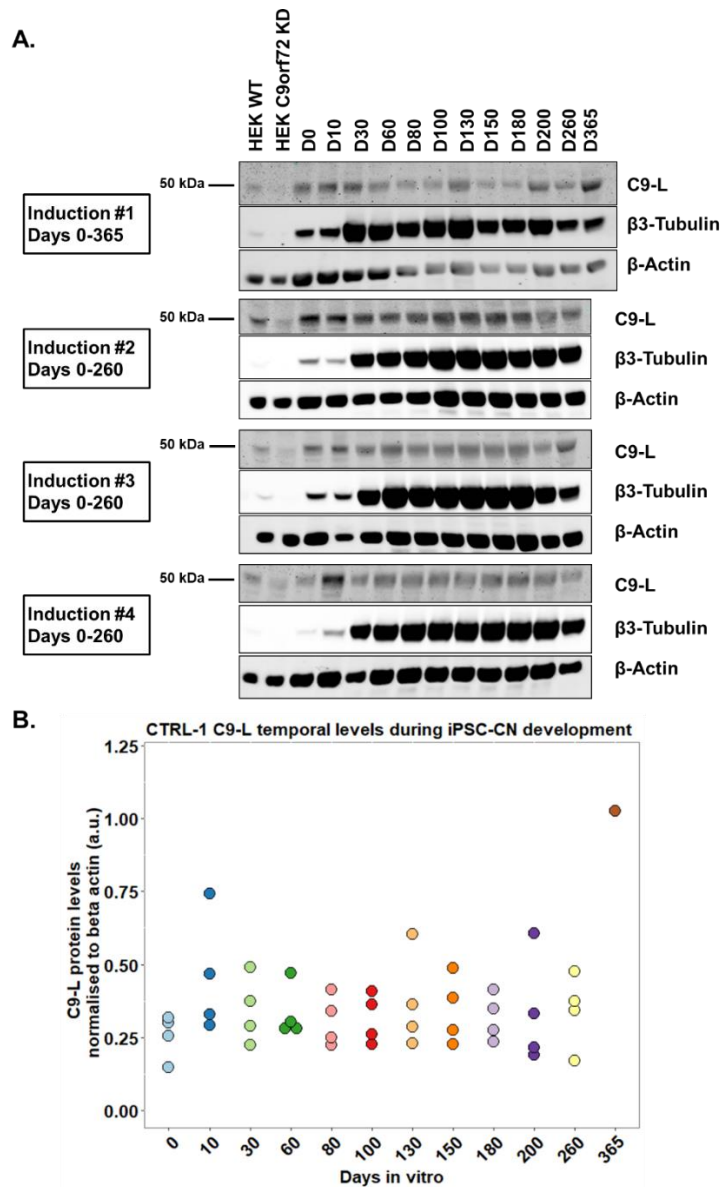 A.
HEK WT
HEK C9orf72 KD
D0
D10
D30
D60
D80
D100
D130
D150
D180
D200
D260
D365
50 kDa
C9-L
Induction #1
Days 0-365
β3-Tubulin
β-Actin
50 kDa
C9-L
Induction #2
Days 0-260
β3-Tubulin
β-Actin
50 kDa
C9-L
Induction #3
Days 0-260
β3-Tubulin
β-Actin
50 kDa
C9-L
Induction #4
Days 0-260
β3-Tubulin
β-Actin
B.
CTRL-1 C9-L temporal levels during iPSC-CN development
C9-L protein levels
normalised to beta actin (a.u.)
1.25
1.00
0.75
0.50
0.25
0.00
0
10
30
60
80
100
130
150
180
200
260
365
Days in vitro